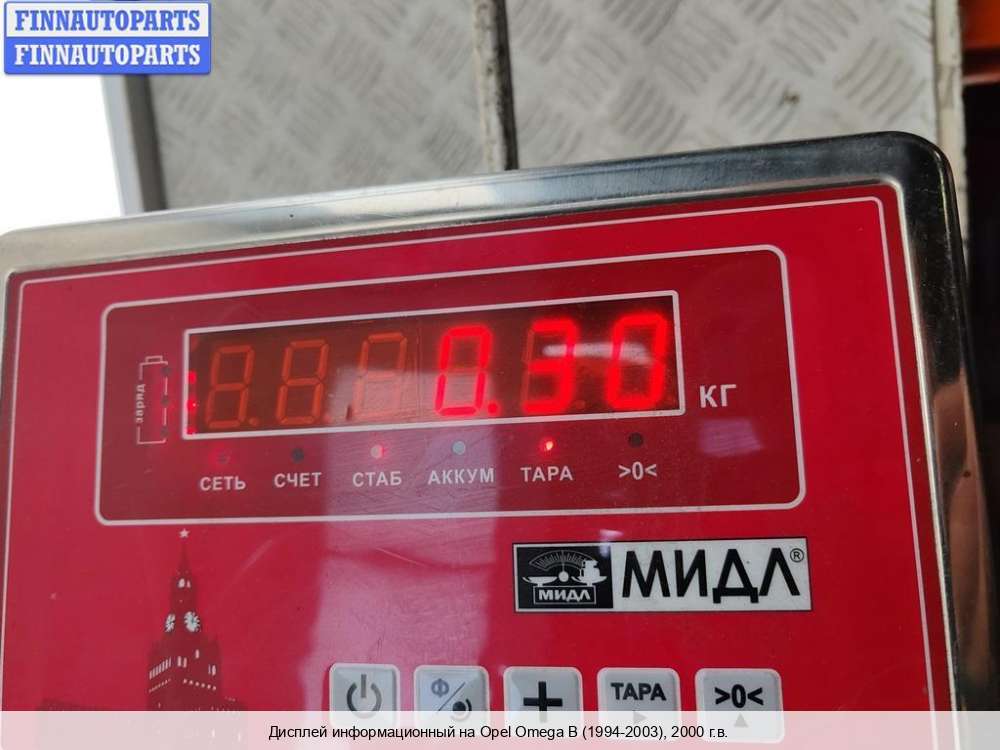 FINNAUTOPARTS
FINNAUTOPARTS
заряд
0.30
КГ
СЕТЬ СЧЕТ СТАБ АККУМ ТАРА >0<
МИДЛ МИДЛ®
Ф + ТАРА >0<
Дисплей информационный на Opel Omega B (1994-2003), 2000 г.в.